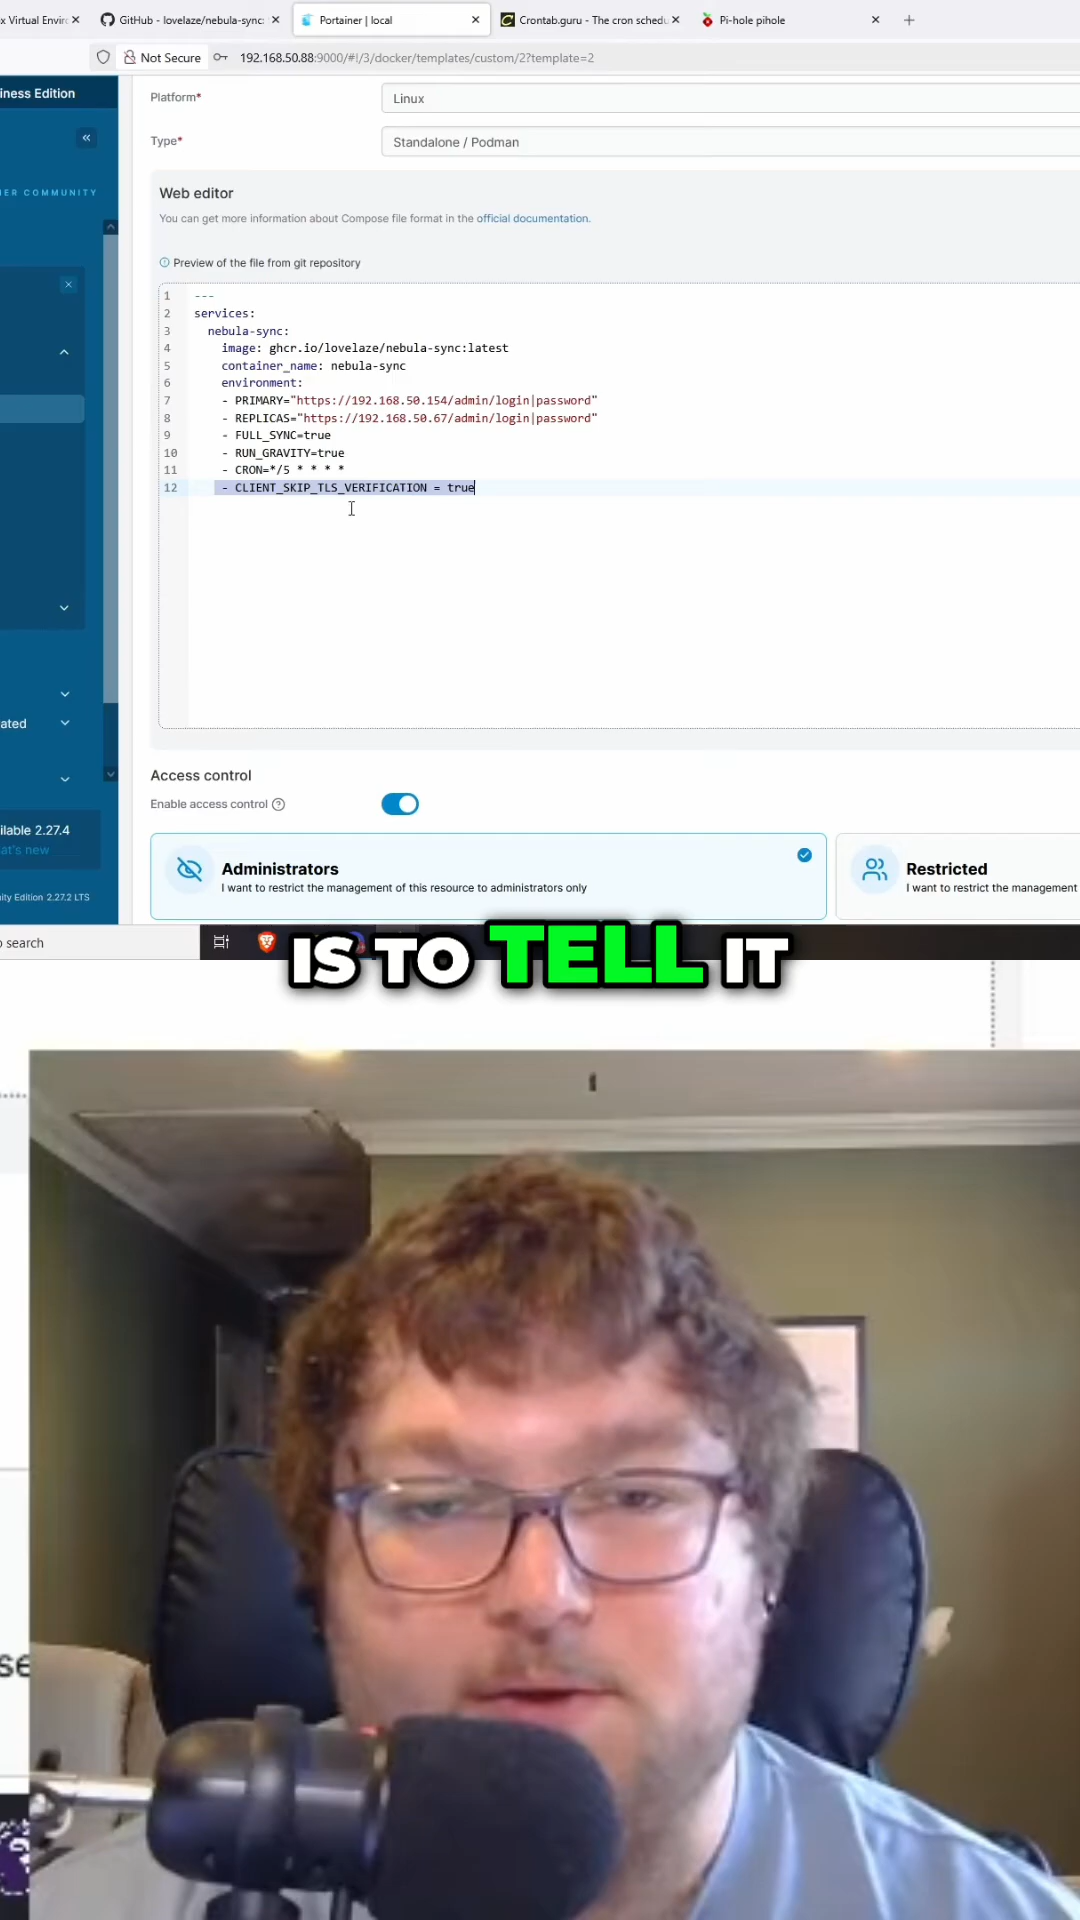 x Virtual Enviro
GitHub - lovelaze/nebula-sync:
Portainer | local
Crontab.guru - The cron schedu
Pi-hole pihole
Not Secure
192.168.50.88:9000/#!/3/docker/templates/custom/2?template=2
iness Edition
ER COMMUNITY
Platform*
Linux
Type*
Standalone / Podman
Web editor
You can get more information about Compose file format in the official documentation.
Preview of the file from git repository
1 ---
2 services:
3 nebula-sync:
4 image: ghcr.io/lovelaze/nebula-sync:latest
5 container_name: nebula-sync
6 environment:
7 - PRIMARY="https://192.168.50.154/admin/login|password"
8 - REPLICAS="https://192.168.50.67/admin/login|password"
9 - FULL_SYNC=true
10 - RUN_GRAVITY=true
11 - CRON=*/5 * * * *
12 - CLIENT_SKIP_TLS_VERIFICATION = true
ated
Access control
Enable access control
ilable 2.27.4
at's new
ity Edition 2.27.2 LTS
Administrators
I want to restrict the management of this resource to administrators only
Restricted
I want to restrict the management
o search
IS TO TELL IT
se